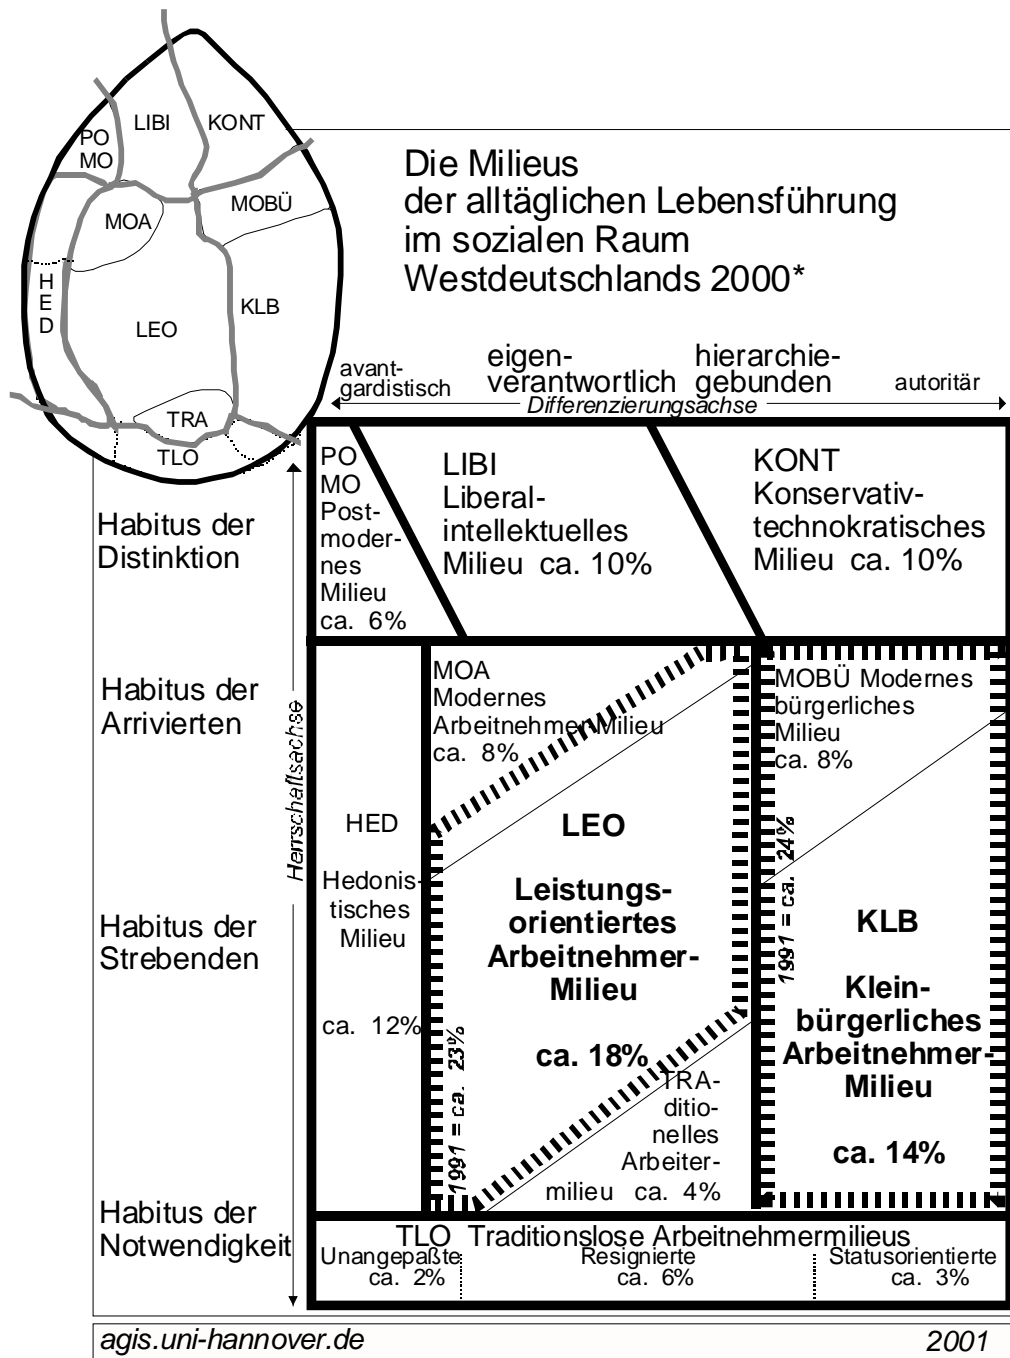 PO
MO
LIBI
KONT
MOA
MOBÜ
H
E
D
LEO
KLB
TRA
TLO
Die Milieus
der alltäglichen Lebensführung
im sozialen Raum
Westdeutschlands 2000*
avant-
gardistisch
eigen-
verantwortlich
hierarchie-
gebunden
autoritär
Differenzierungsachse
Habitus der
Distinktion
Habitus der
Arrivierten
Habitus der
Strebenden
Habitus der
Notwendigkeit
Herrschaftsachse
PO
MO
Post-
moder-
nes
Milieu
ca. 6%
LIBI
Liberal-
intellektuelles
Milieu ca. 10%
KONT
Konservativ-
technokratisches
Milieu ca. 10%
HED
Hedonis-
tisches
Milieu
ca. 12%
MOA
Modernes
Arbeitnehmer-Milieu
ca. 8%
LEO
Leistungs-
orientiertes
Arbeitnehmer-
Milieu
ca. 18%
1991 = ca. 23%
TRA-
ditio-
nelles
Arbeiter-
milieu ca. 4%
MOBÜ Modernes
bürgerliches
Milieu
ca. 8%
1991 = ca. 24%
KLB
Klein-
bürgerliches
Arbeitnehmer-
Milieu
ca. 14%
TLO Traditionslose Arbeitnehmermilieus
Unangepaßte
ca. 2%
Resignierte
ca. 6%
Statusorientierte
ca. 3%
agis.uni-hannover.de
2001